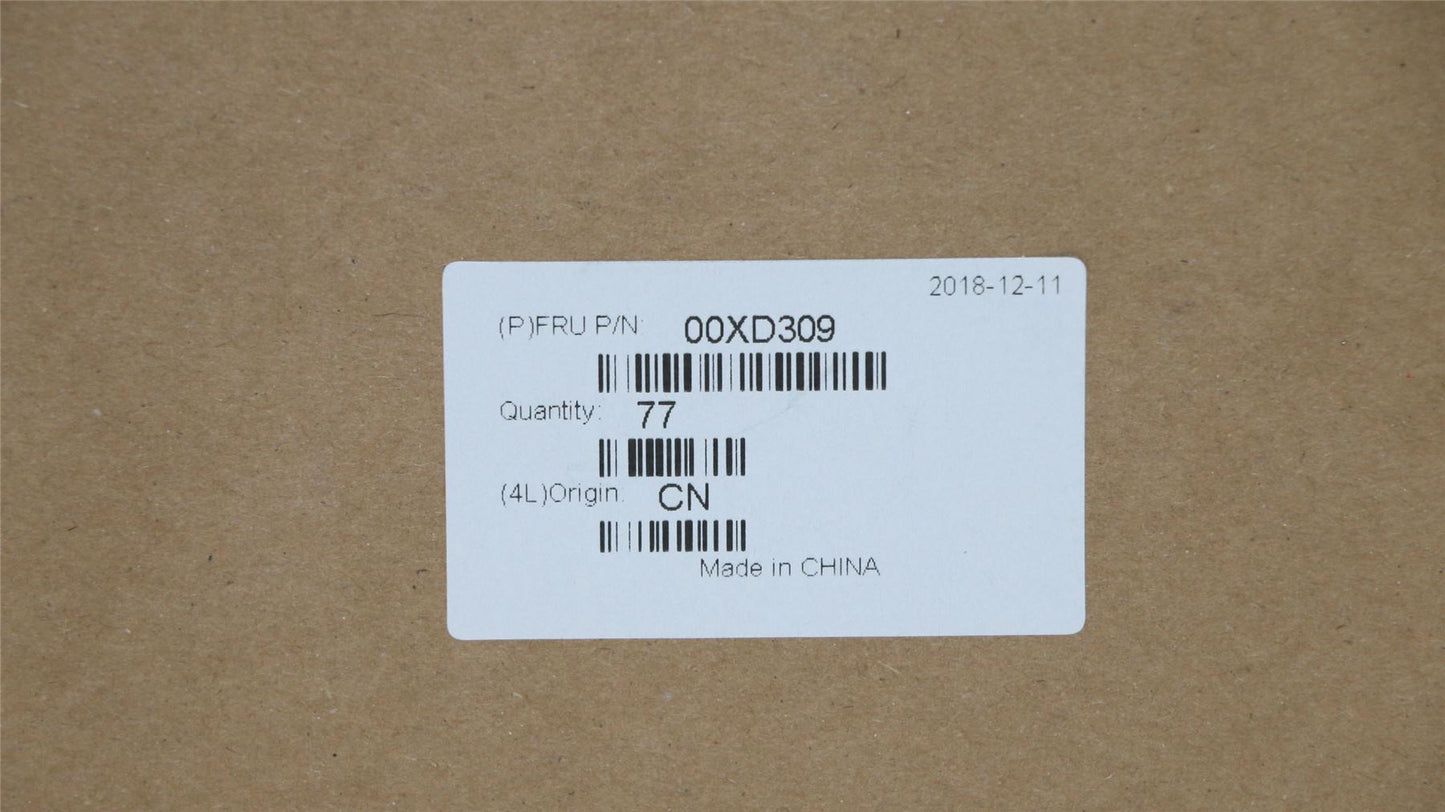 2018-12-11
(P)FRU P/N: 00XD309
Quantity: 77
(4L)Origin: CN
Made in CHINA